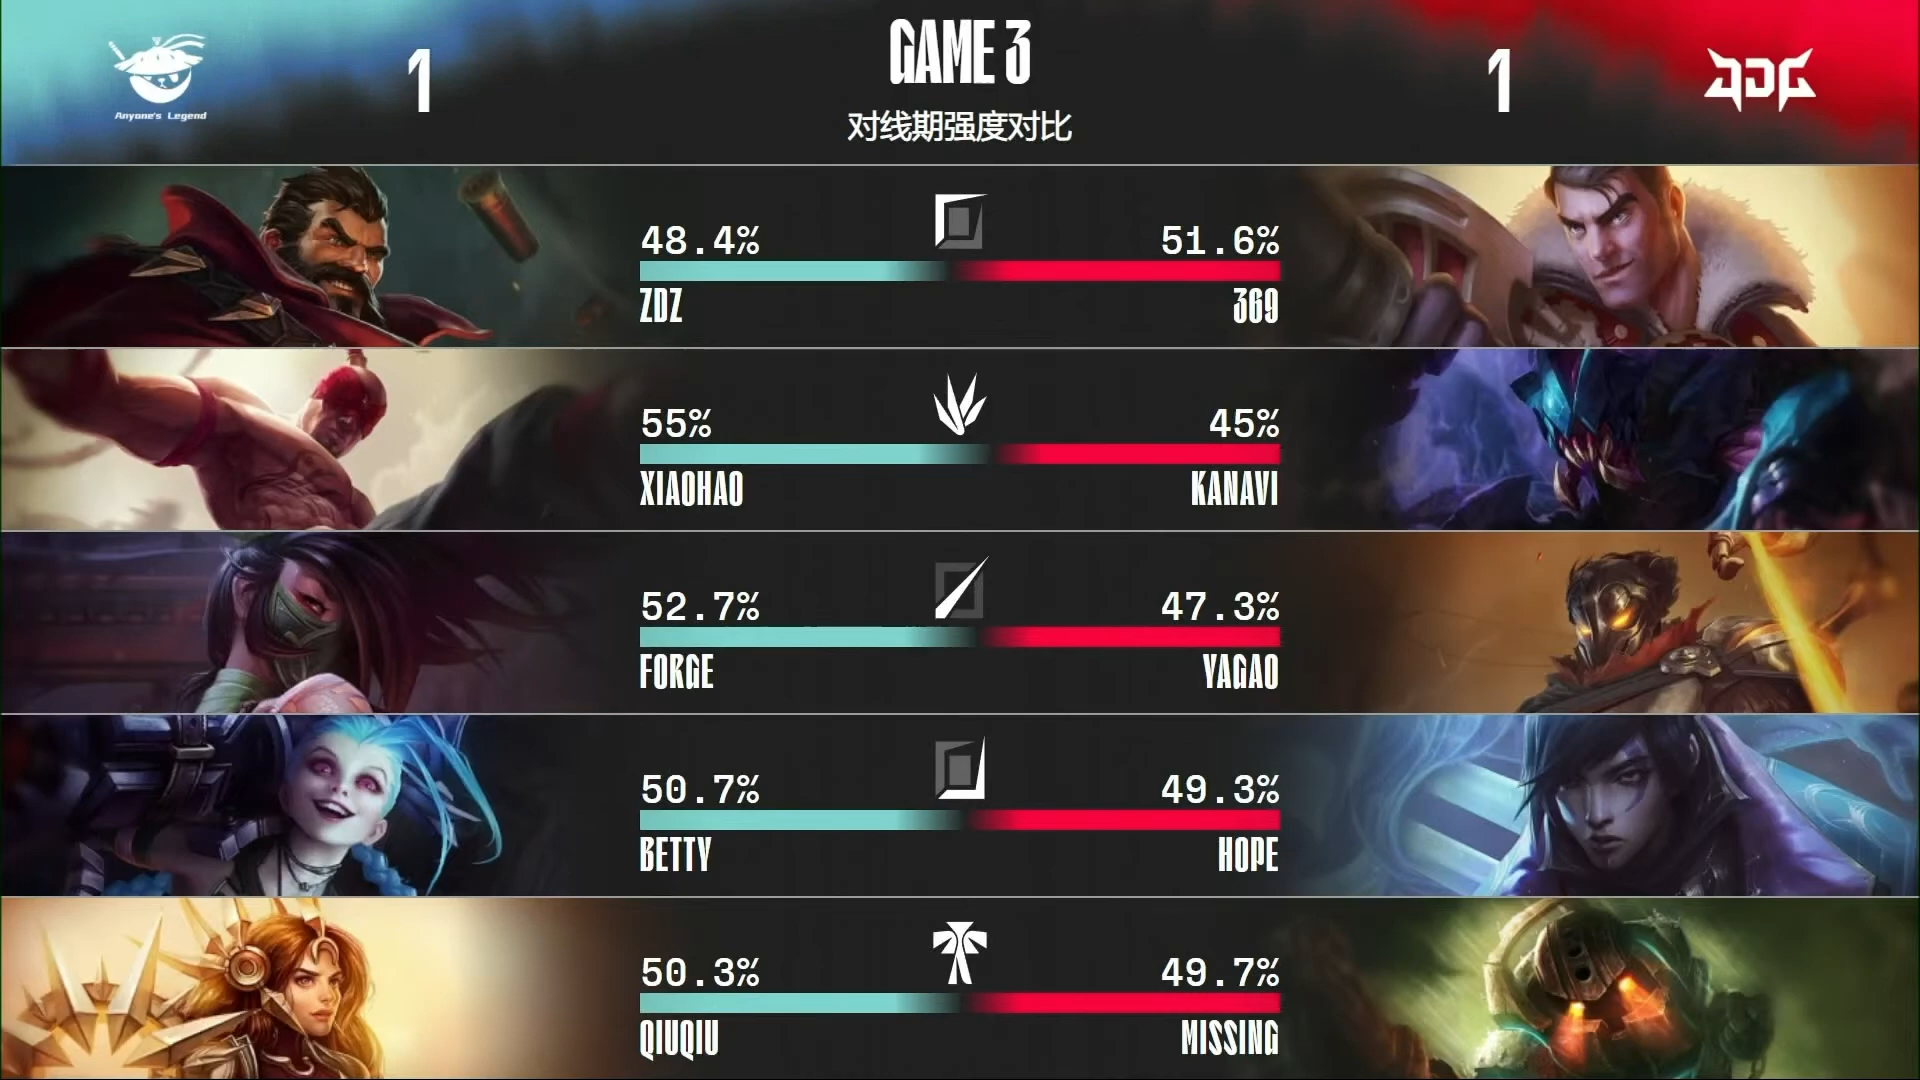 GAME 3
1
1
Anyone's Legend
JDG
对线期强度对比
48.4%
51.6%
ZDZ
369
55%
45%
XIAOHAO
KANAVI
52.7%
47.3%
FORGE
YAGAO
50.7%
49.3%
BETTY
HOPE
50.3%
49.7%
QIUQIU
MISSING